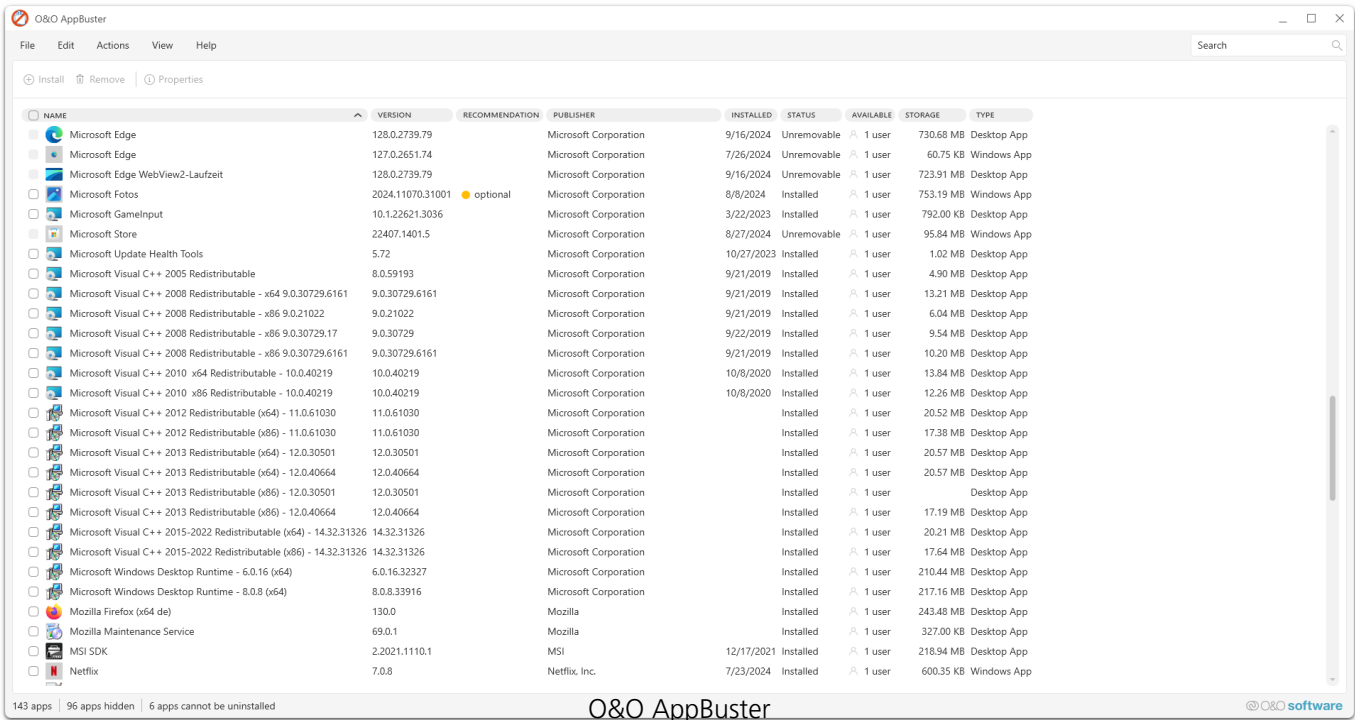 O&O AppBuster
File Edit Actions View Help Search
Install Remove Properties
NAME VERSION RECOMMENDATION PUBLISHER INSTALLED STATUS AVAILABLE STORAGE TYPE
Microsoft Edge 128.0.2739.79 Microsoft Corporation 9/16/2024 Unremovable 1 user 730.68 MB Desktop App
Microsoft Edge 127.0.2651.74 Microsoft Corporation 7/26/2024 Unremovable 1 user 60.75 KB Windows App
Microsoft Edge WebView2-Laufzeit 128.0.2739.79 Microsoft Corporation 9/16/2024 Unremovable 1 user 723.91 MB Desktop App
Microsoft Fotos 2024.11070.31001 optional Microsoft Corporation 8/8/2024 Installed 1 user 753.19 MB Windows App
Microsoft GameInput 10.1.22621.3036 Microsoft Corporation 3/22/2023 Installed 1 user 792.00 KB Desktop App
Microsoft Store 22407.1401.5 Microsoft Corporation 8/27/2024 Unremovable 1 user 95.84 MB Windows App
Microsoft Update Health Tools 5.72 Microsoft Corporation 10/27/2023 Installed 1 user 1.02 MB Desktop App
Microsoft Visual C++ 2005 Redistributable 8.0.59193 Microsoft Corporation 9/21/2019 Installed 1 user 4.90 MB Desktop App
Microsoft Visual C++ 2008 Redistributable - x64 9.0.30729.6161 9.0.30729.6161 Microsoft Corporation 9/21/2019 Installed 1 user 13.21 MB Desktop App
Microsoft Visual C++ 2008 Redistributable - x86 9.0.21022 9.0.21022 Microsoft Corporation 9/21/2019 Installed 1 user 6.04 MB Desktop App
Microsoft Visual C++ 2008 Redistributable - x86 9.0.30729.17 9.0.30729 Microsoft Corporation 9/22/2019 Installed 1 user 9.54 MB Desktop App
Microsoft Visual C++ 2008 Redistributable - x86 9.0.30729.6161 9.0.30729.6161 Microsoft Corporation 9/21/2019 Installed 1 user 10.20 MB Desktop App
Microsoft Visual C++ 2010 x64 Redistributable - 10.0.40219 10.0.40219 Microsoft Corporation 10/8/2020 Installed 1 user 13.84 MB Desktop App
Microsoft Visual C++ 2010 x86 Redistributable - 10.0.40219 10.0.40219 Microsoft Corporation 10/8/2020 Installed 1 user 12.26 MB Desktop App
Microsoft Visual C++ 2012 Redistributable (x64) - 11.0.61030 11.0.61030 Microsoft Corporation Installed 1 user 20.52 MB Desktop App
Microsoft Visual C++ 2012 Redistributable (x86) - 11.0.61030 11.0.61030 Microsoft Corporation Installed 1 user 17.38 MB Desktop App
Microsoft Visual C++ 2013 Redistributable (x64) - 12.0.30501 12.0.30501 Microsoft Corporation Installed 1 user 20.57 MB Desktop App
Microsoft Visual C++ 2013 Redistributable (x64) - 12.0.40664 12.0.40664 Microsoft Corporation Installed 1 user 20.57 MB Desktop App
Microsoft Visual C++ 2013 Redistributable (x86) - 12.0.30501 12.0.30501 Microsoft Corporation Installed 1 user Desktop App
Microsoft Visual C++ 2013 Redistributable (x86) - 12.0.40664 12.0.40664 Microsoft Corporation Installed 1 user 17.19 MB Desktop App
Microsoft Visual C++ 2015-2022 Redistributable (x64) - 14.32.31326 14.32.31326 Microsoft Corporation Installed 1 user 20.21 MB Desktop App
Microsoft Visual C++ 2015-2022 Redistributable (x86) - 14.32.31326 14.32.31326 Microsoft Corporation Installed 1 user 17.64 MB Desktop App
Microsoft Windows Desktop Runtime - 6.0.16 (x64) 6.0.16.32327 Microsoft Corporation Installed 1 user 210.44 MB Desktop App
Microsoft Windows Desktop Runtime - 8.0.8 (x64) 8.0.8.33916 Microsoft Corporation Installed 1 user 217.16 MB Desktop App
Mozilla Firefox (x64 de) 130.0 Mozilla Installed 1 user 243.48 MB Desktop App
Mozilla Maintenance Service 69.0.1 Mozilla Installed 1 user 327.00 KB Desktop App
MSI SDK 2.2021.1110.1 MSI 12/17/2021 Installed 1 user 218.94 MB Desktop App
Netflix 7.0.8 Netflix, Inc. 7/23/2024 Installed 1 user 600.35 KB Windows App
143 apps 96 apps hidden 6 apps cannot be uninstalled O&O software
O&O AppBuster